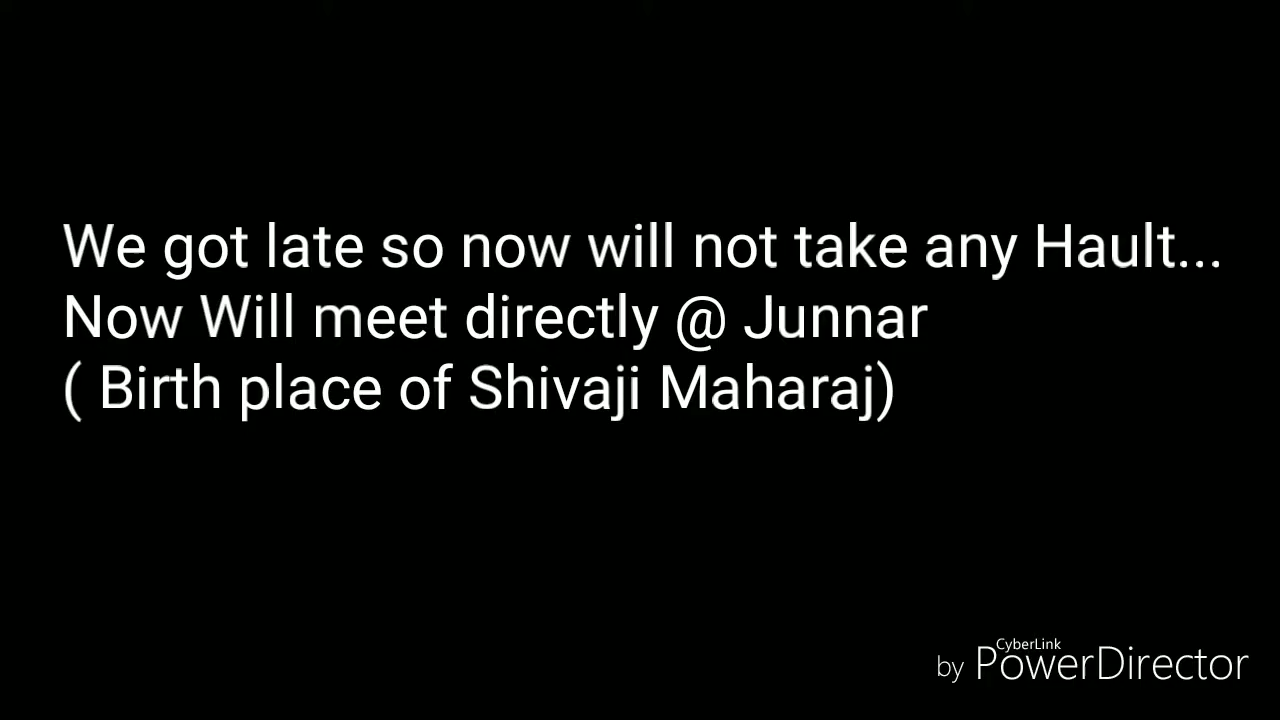 We got late so now will not take any Hault...
Now Will meet directly @ Junnar
( Birth place of Shivaji Maharaj)
CyberLink
by PowerDirector